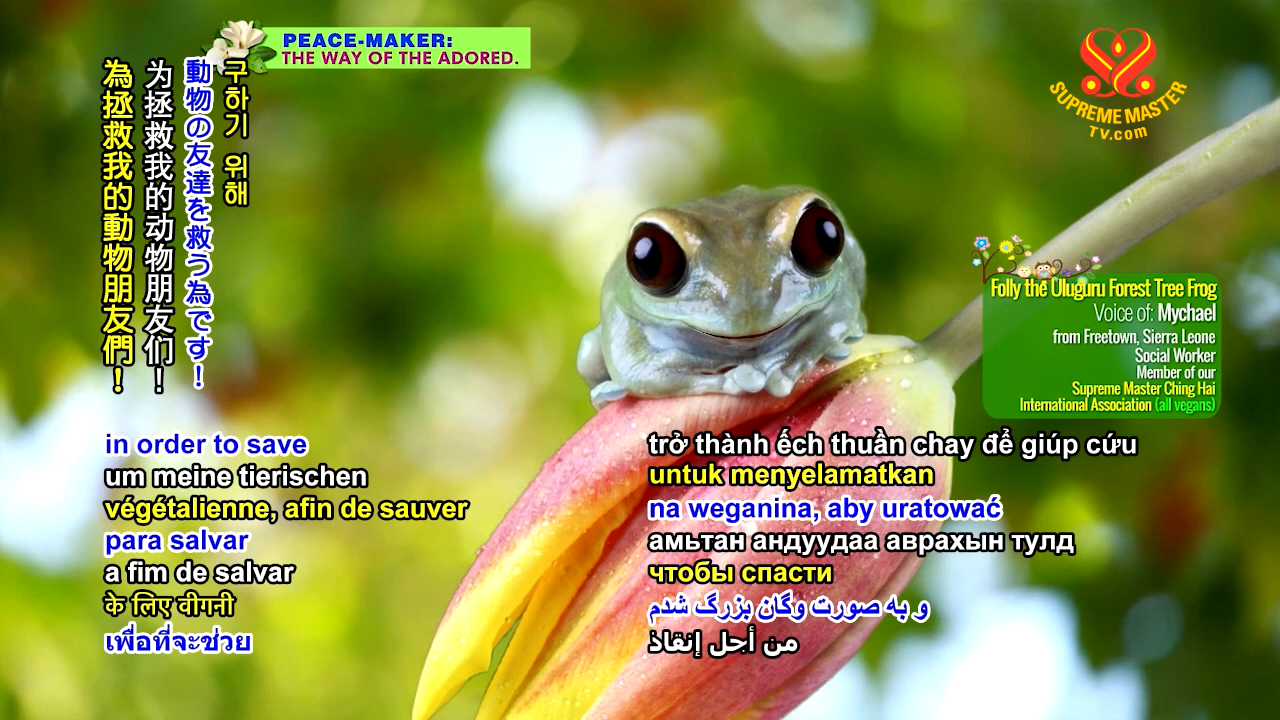 PEACE-MAKER:
THE WAY OF THE ADORED.
SUPREME MASTER
TV.com
구하기 위해
動物の友達を救う為です！
为拯救我的动物朋友们！
為拯救我的動物朋友們！
Folly the Uluguru Forest Tree Frog
Voice of: Mychael
from Freetown, Sierra Leone
Social Worker
Member of our
Supreme Master Ching Hai
International Association (all vegans)
in order to save
um meine tierischen
végétalienne, afin de sauver
para salvar
a fim de salvar
के लिए वीगनी
เพื่อที่จะช่วย
trở thành ếch thuần chay để giúp cứu
untuk menyelamatkan
na weganina, aby uratować
амьтан андуудаа аврахын тулд
чтобы спасти
و به صورت وگان بزرگ شدم
من أجل إنقاذ